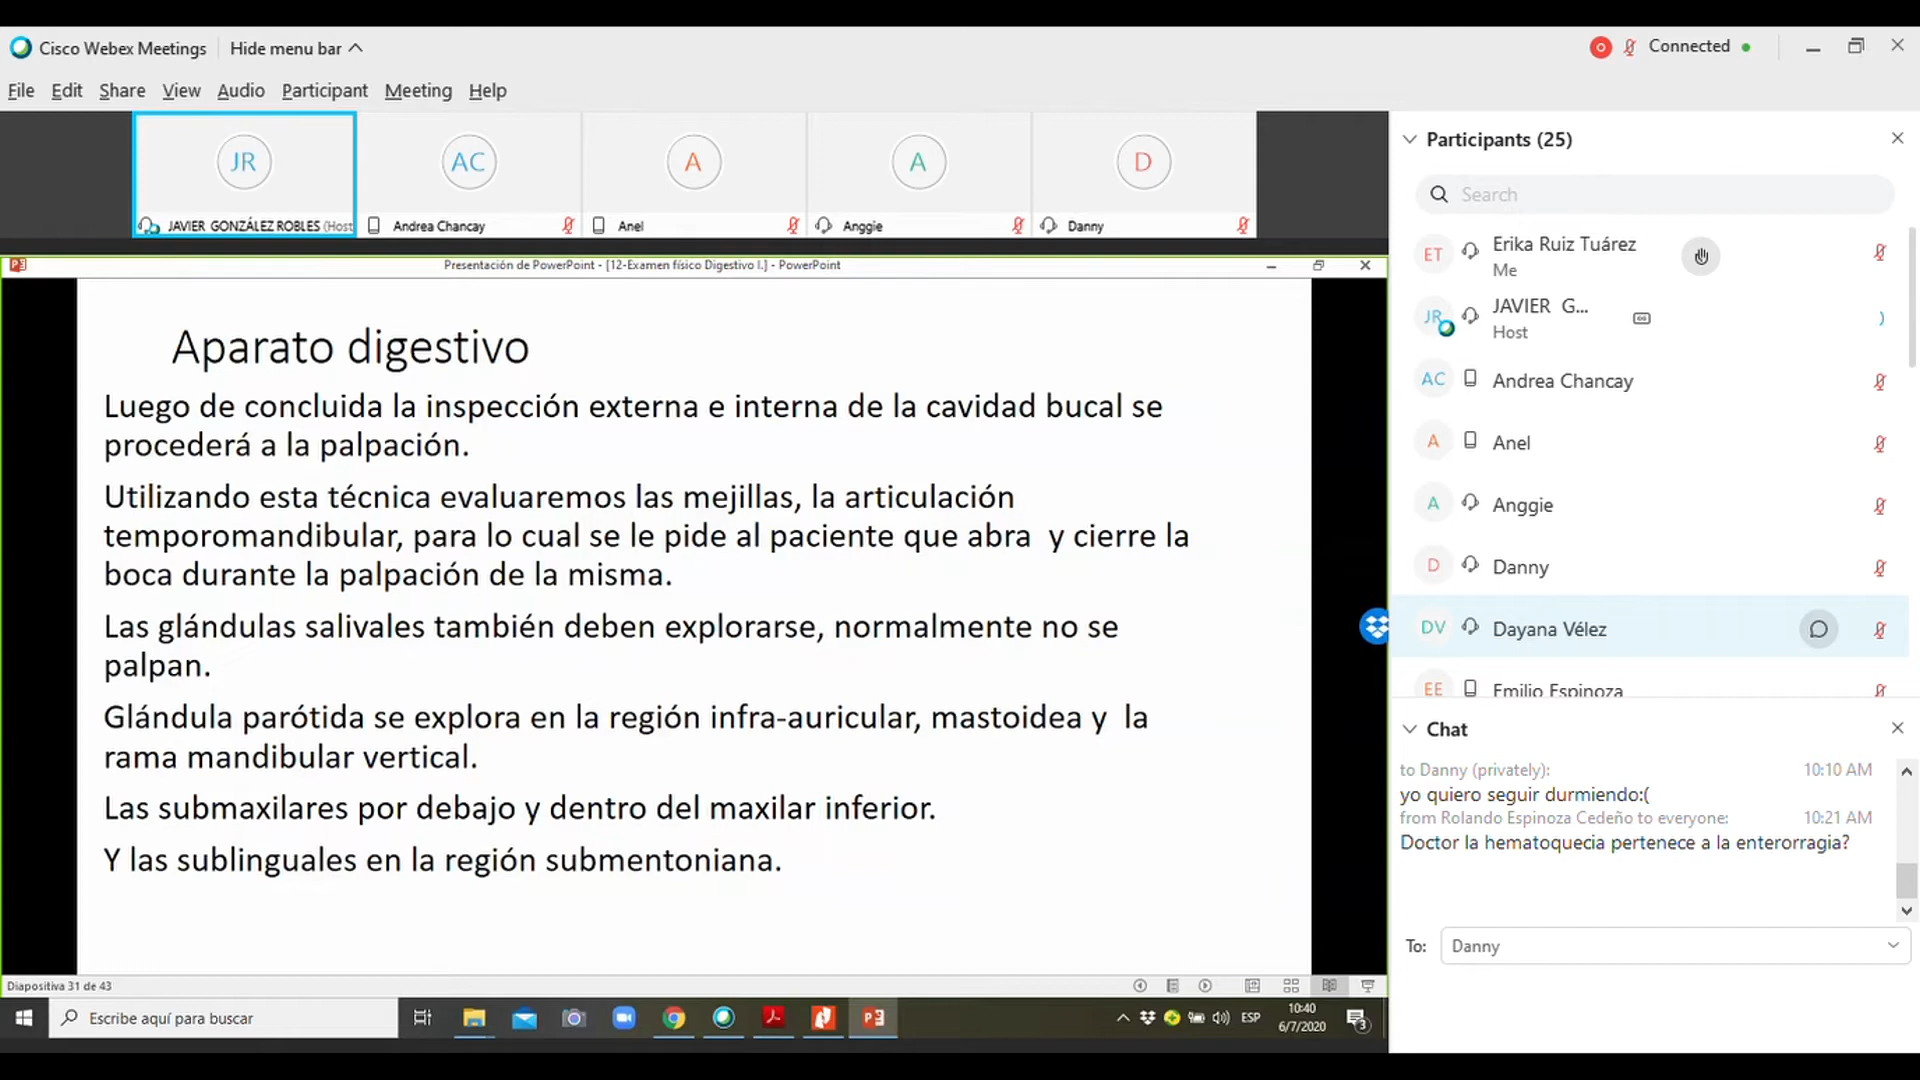 Cisco Webex Meetings
Hide menu bar
Connected
File Edit Share View Audio Participant Meeting Help
JR
AC
A
A
D
JAVIER GONZÁLEZ ROBLES (Host
Andrea Chancay
Anel
Anggie
Danny
Presentación de PowerPoint - [12-Examen físico Digestivo I.] - PowerPoint
Aparato digestivo
Luego de concluida la inspección externa e interna de la cavidad bucal se
procederá a la palpación.
Utilizando esta técnica evaluaremos las mejillas, la articulación
temporomandibular, para lo cual se le pide al paciente que abra y cierre la
boca durante la palpación de la misma.
Las glándulas salivales también deben explorarse, normalmente no se
palpan.
Glándula parótida se explora en la región infra-auricular, mastoidea y la
rama mandibular vertical.
Las submaxilares por debajo y dentro del maxilar inferior.
Y las sublinguales en la región submentoniana.
Diapositiva 31 de 43
Escribe aquí para buscar
ESP
10:40
6/7/2020
3
Participants (25)
Search
ET
Erika Ruiz Tuárez
Me
JR
JAVIER G...
Host
AC
Andrea Chancay
A
Anel
A
Anggie
D
Danny
DV
Dayana Vélez
EE
Emilio Espinoza
Chat
to Danny (privately): 10:10 AM
yo quiero seguir durmiendo:(
from Rolando Espinoza Cedeño to everyone: 10:21 AM
Doctor la hematoquecia pertenece a la enterorragia?
To: Danny